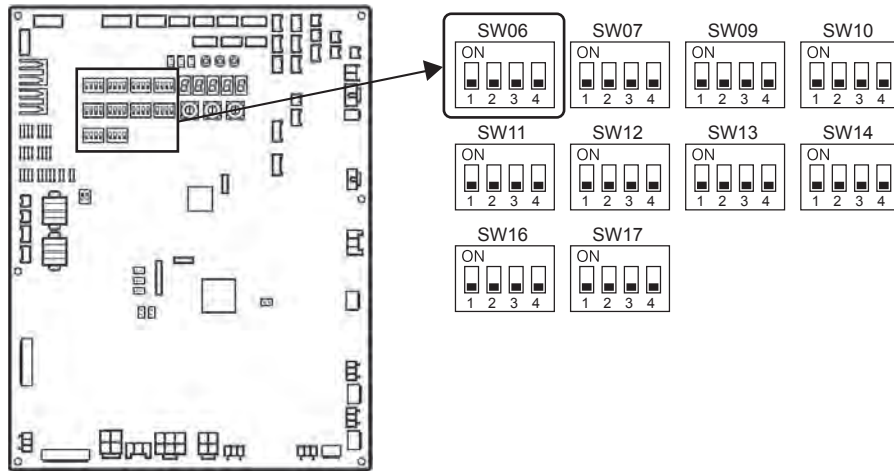 SW06 SW07 SW09 SW10
ON ON ON ON
1 2 3 4 1 2 3 4 1 2 3 4 1 2 3 4
SW11 SW12 SW13 SW14
ON ON ON ON
1 2 3 4 1 2 3 4 1 2 3 4 1 2 3 4
SW16 SW17
ON ON
1 2 3 4 1 2 3 4